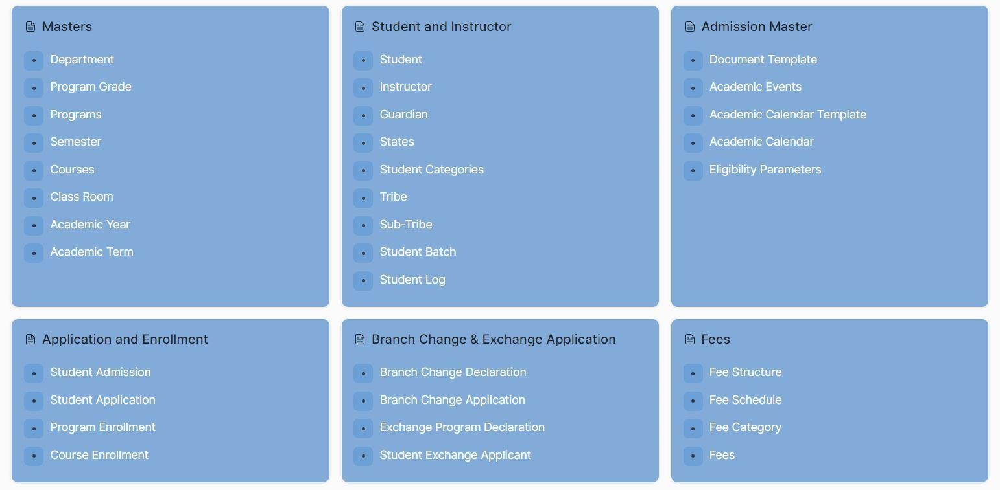 Masters
Department
Program Grade
Programs
Semester
Courses
Class Room
Academic Year
Academic Term
Student and Instructor
Student
Instructor
Guardian
States
Student Categories
Tribe
Sub-Tribe
Student Batch
Student Log
Admission Master
Document Template
Academic Events
Academic Calendar Template
Academic Calendar
Eligibility Parameters
Application and Enrollment
Student Admission
Student Application
Program Enrollment
Course Enrollment
Branch Change & Exchange Application
Branch Change Declaration
Branch Change Application
Exchange Program Declaration
Student Exchange Applicant
Fees
Fee Structure
Fee Schedule
Fee Category
Fees